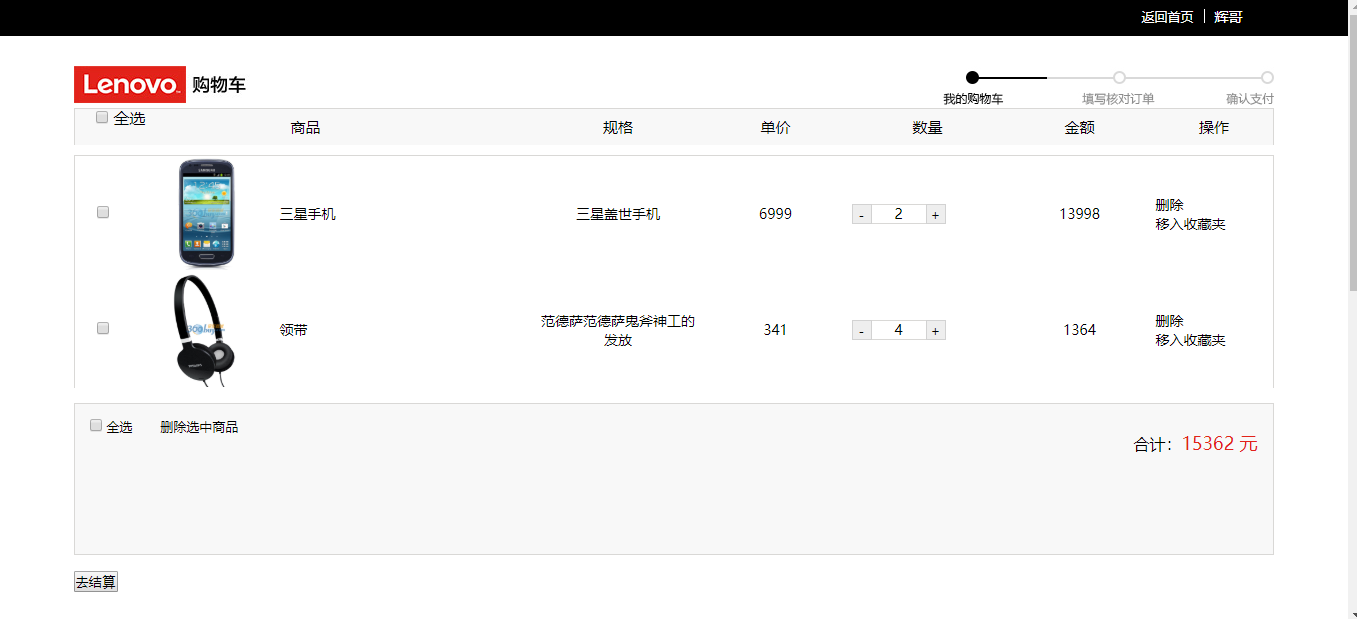 返回首页 | 辉哥
Lenovo 购物车
我的购物车 填写核对订单 确认支付
全选 商品 规格 单价 数量 金额 操作
三星手机 三星盖世手机 6999 - 2 + 13998 删除
移入收藏夹
领带 范德萨范德萨鬼斧神工的 341 - 4 + 1364 删除
发放 移入收藏夹
全选 删除选中商品
合计：15362 元
去结算